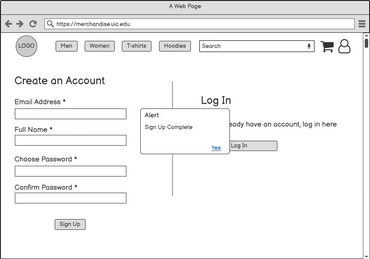 A Web Page
https://merchandise.uic.edu
LOGO
Men
Women
T-shirts
Hoodies
Search
Create an Account
Email Address *
Full Name *
Choose Password *
Confirm Password *
Sign Up
Alert
Sign Up Complete
Yes
Log In
have an account, log in here
Log In